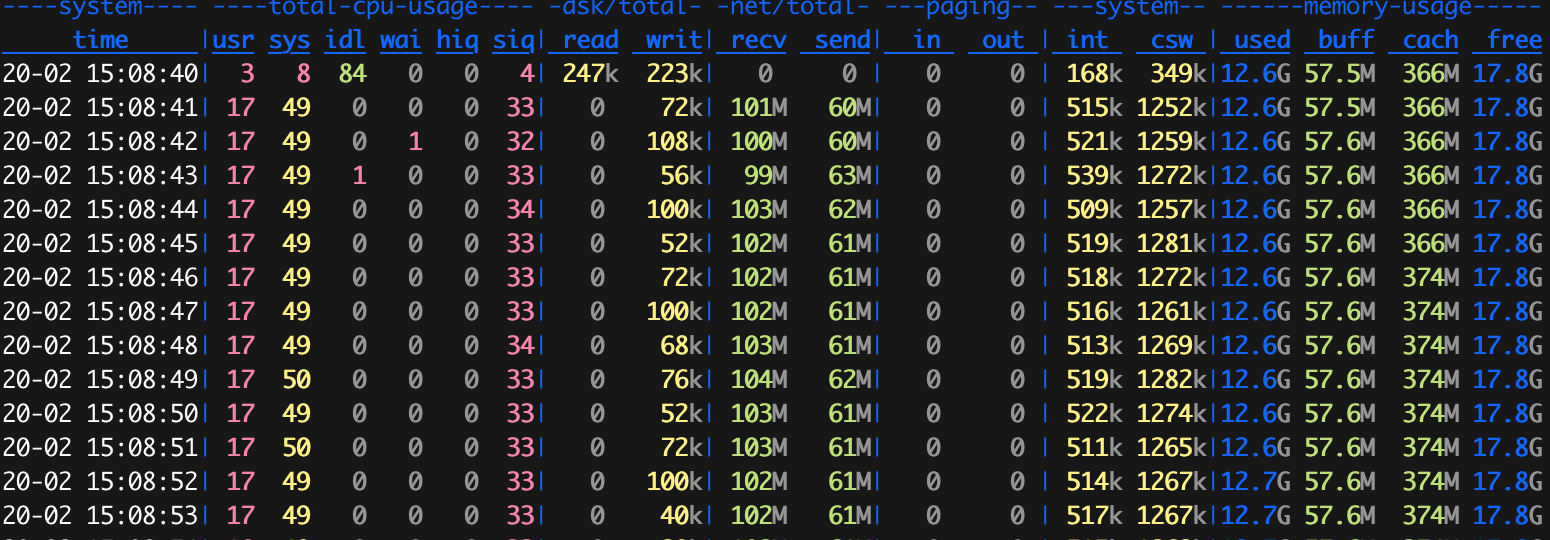 ----system---- ----total-cpu-usage---- -dsk/total- -net/total- ---paging-- ---system-- ------memory-usage-----
     time     |usr sys idl wai hiq siq| read  writ| recv  send|  in   out | int   csw | used  buff  cach  free
20-02 15:08:40|  3   8  84   0   0   4| 247k  223k|   0     0 |   0     0 | 168k  349k|12.6G 57.5M  366M 17.8G
20-02 15:08:41| 17  49   0   0   0  33|   0    72k| 101M   60M|   0     0 | 515k 1252k|12.6G 57.5M  366M 17.8G
20-02 15:08:42| 17  49   0   1   0  32|   0   108k| 100M   60M|   0     0 | 521k 1259k|12.6G 57.6M  366M 17.8G
20-02 15:08:43| 17  49   1   0   0  33|   0    56k|  99M   63M|   0     0 | 539k 1272k|12.6G 57.6M  366M 17.8G
20-02 15:08:44| 17  49   0   0   0  34|   0   100k| 103M   62M|   0     0 | 509k 1257k|12.6G 57.6M  366M 17.8G
20-02 15:08:45| 17  49   0   0   0  33|   0    52k| 102M   61M|   0     0 | 519k 1281k|12.6G 57.6M  366M 17.8G
20-02 15:08:46| 17  49   0   0   0  33|   0    72k| 102M   61M|   0     0 | 518k 1272k|12.6G 57.6M  374M 17.8G
20-02 15:08:47| 17  49   0   0   0  33|   0   100k| 102M   61M|   0     0 | 516k 1261k|12.6G 57.6M  374M 17.8G
20-02 15:08:48| 17  49   0   0   0  34|   0    68k| 103M   61M|   0     0 | 513k 1269k|12.6G 57.6M  374M 17.8G
20-02 15:08:49| 17  50   0   0   0  33|   0    76k| 104M   62M|   0     0 | 519k 1282k|12.6G 57.6M  374M 17.8G
20-02 15:08:50| 17  49   0   0   0  33|   0    52k| 103M   61M|   0     0 | 522k 1274k|12.6G 57.6M  374M 17.8G
20-02 15:08:51| 17  50   0   0   0  33|   0    72k| 103M   61M|   0     0 | 511k 1265k|12.6G 57.6M  374M 17.8G
20-02 15:08:52| 17  49   0   0   0  33|   0   100k| 102M   61M|   0     0 | 514k 1267k|12.7G 57.6M  374M 17.8G
20-02 15:08:53| 17  49   0   0   0  33|   0    40k| 102M   61M|   0     0 | 517k 1267k|12.7G 57.6M  374M 17.8G